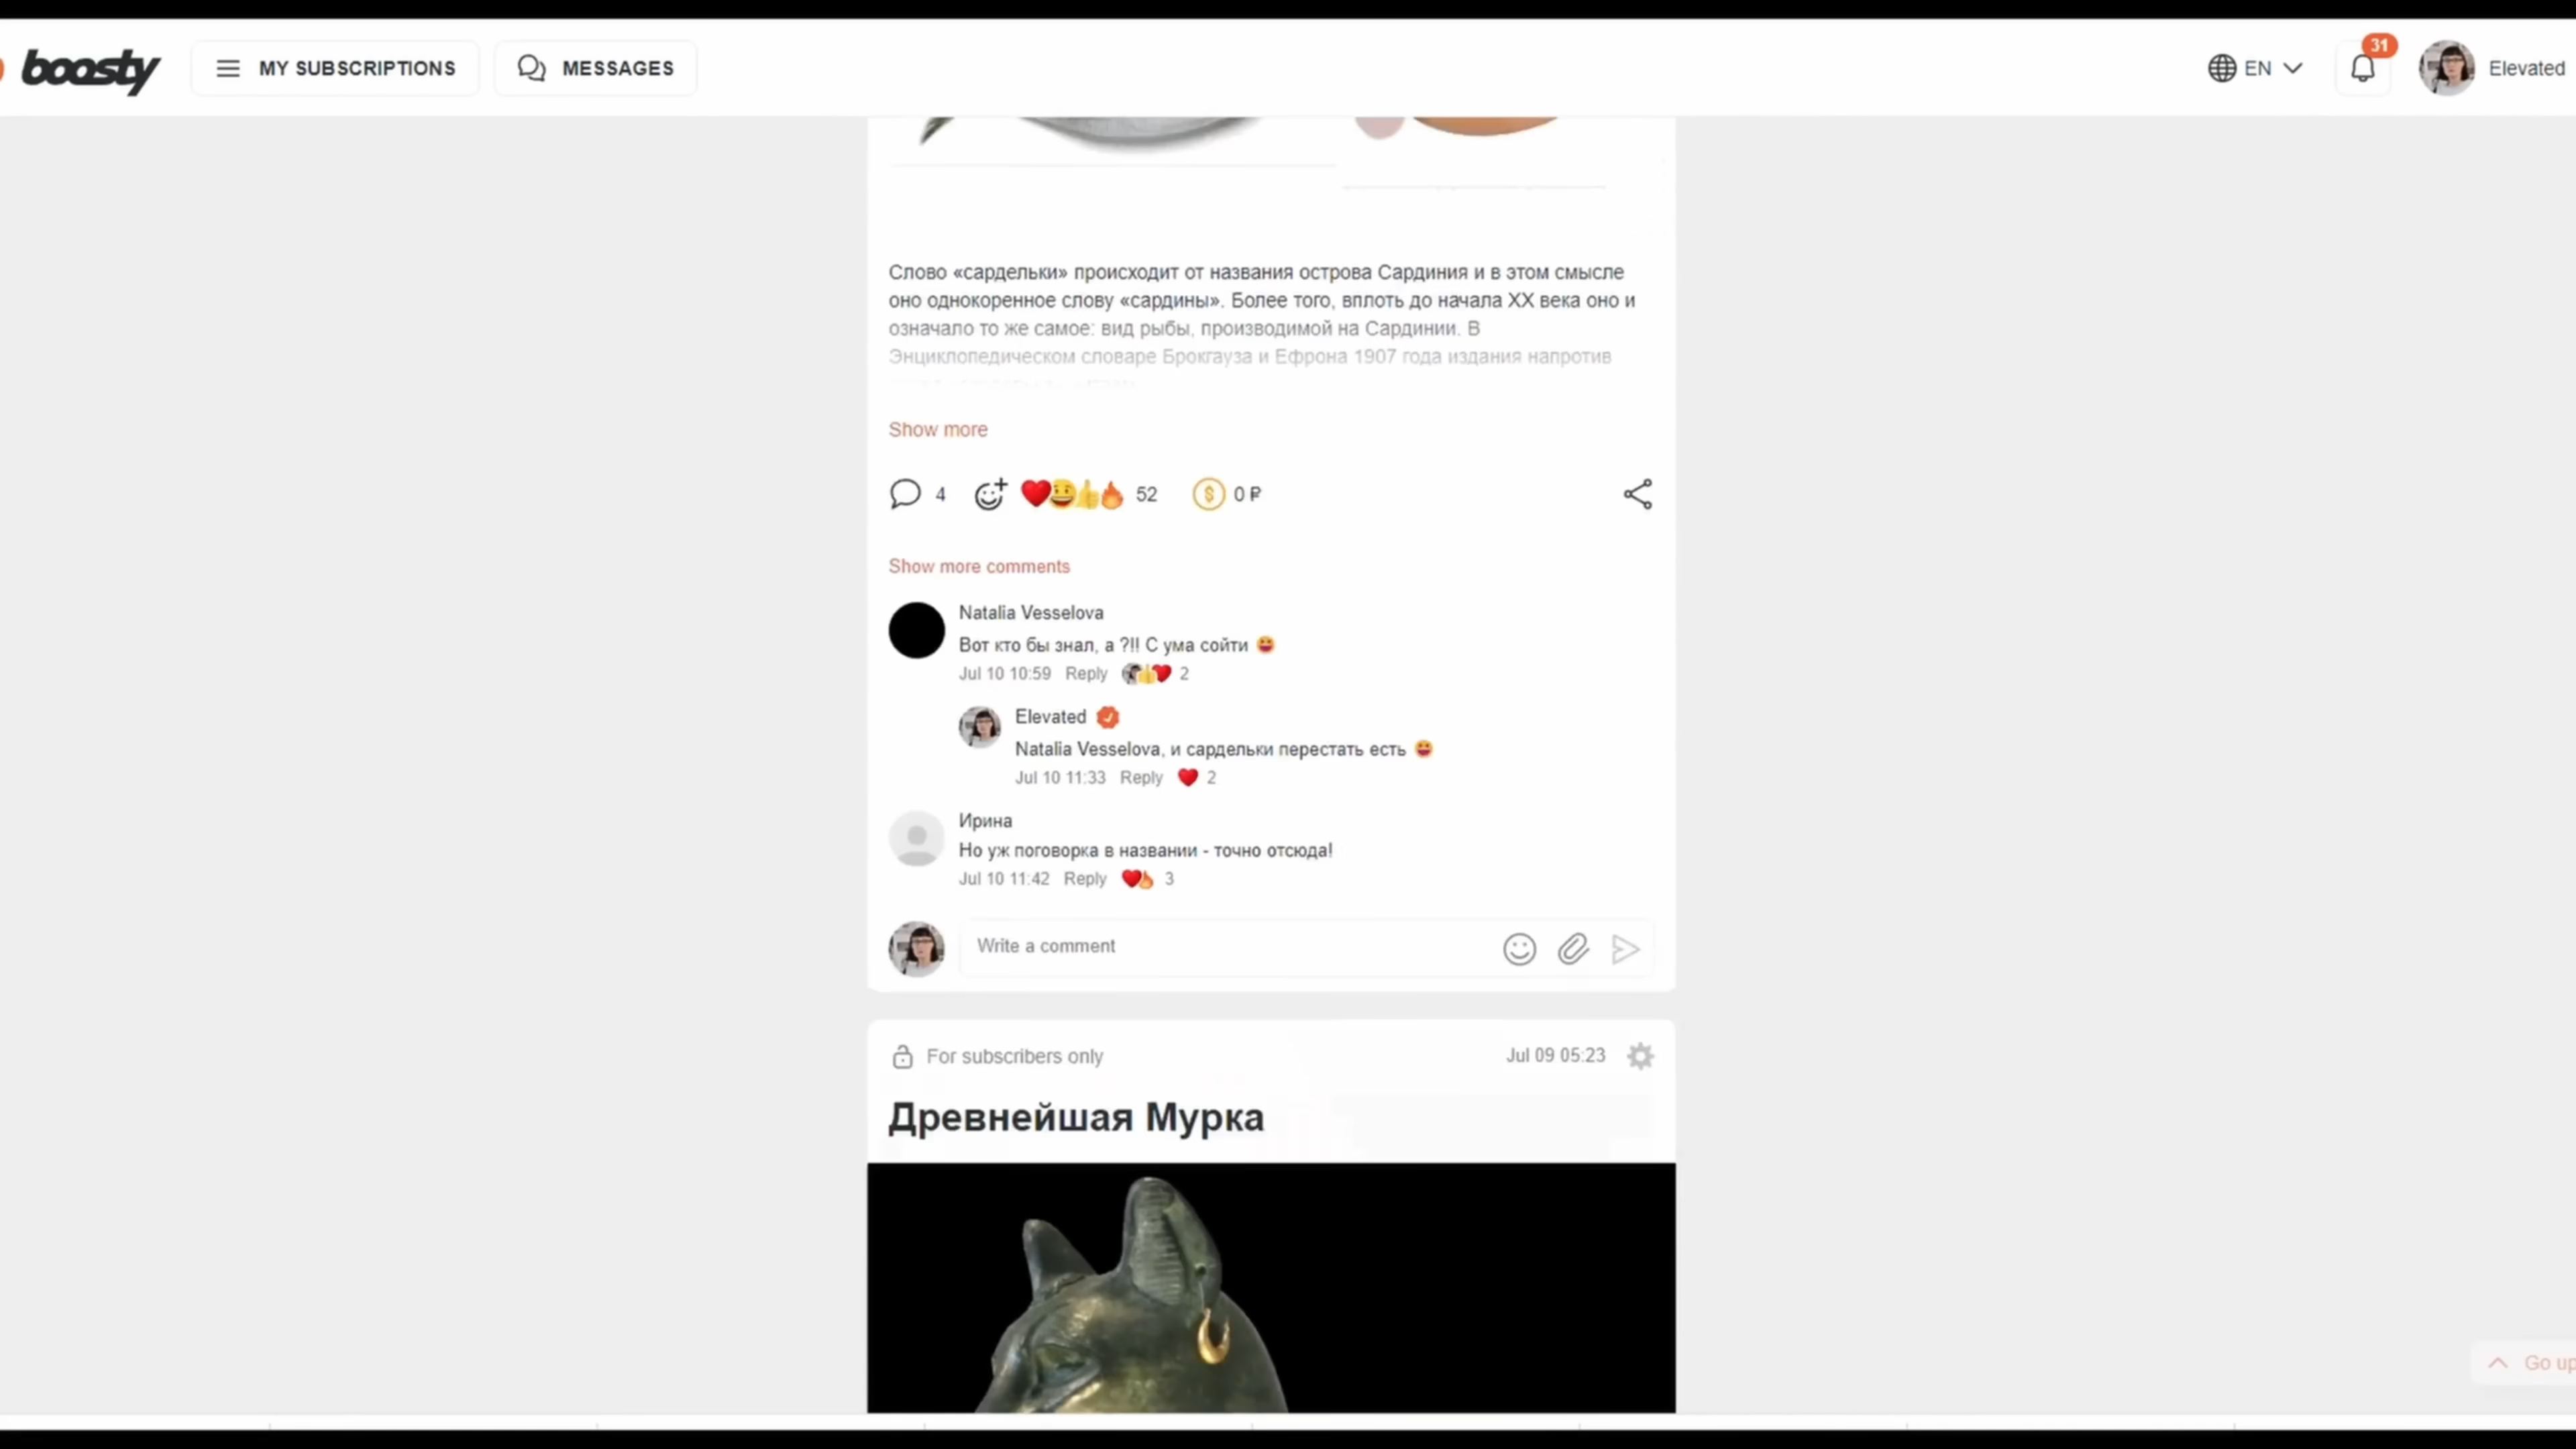 boosty
MY SUBSCRIPTIONS
MESSAGES
EN
31
Elevated
Слово «сардельки» происходит от названия острова Сардиния и в этом смысле
оно однокоренное слову «сардины». Более того, вплоть до начала XX века оно и
означало то же самое: вид рыбы, производимой на Сардинии. В
Энциклопедическом словаре Брокгауза и Ефрона 1907 года издания напротив
Show more
4
52
0 ₽
Show more comments
Natalia Vesselova
Вот кто бы знал, а ?!! С ума сойти 😆
Jul 10 10:59 Reply 2
Elevated
Natalia Vesselova, и сардельки перестать есть 😆
Jul 10 11:33 Reply 2
Ирина
Но уж поговорка в названии - точно отсюда!
Jul 10 11:42 Reply 3
Write a comment
For subscribers only
Jul 09 05:23
Древнейшая Мурка
Go up